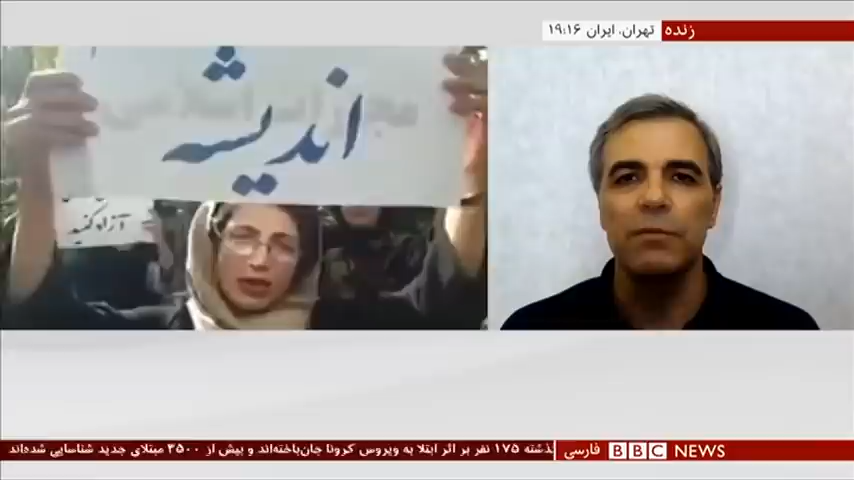 زنده
تهران، ایران ۱۹:۱۶
اندیشه
آزاد کنید
گذشته ۱۷۵ نفر بر اثر ابتلا به ویروس کرونا جان‌باخته‌اند و بیش از ۳۵۰۰ مبتلای جدید شناسایی شده‌اند
BBC NEWS فارسی